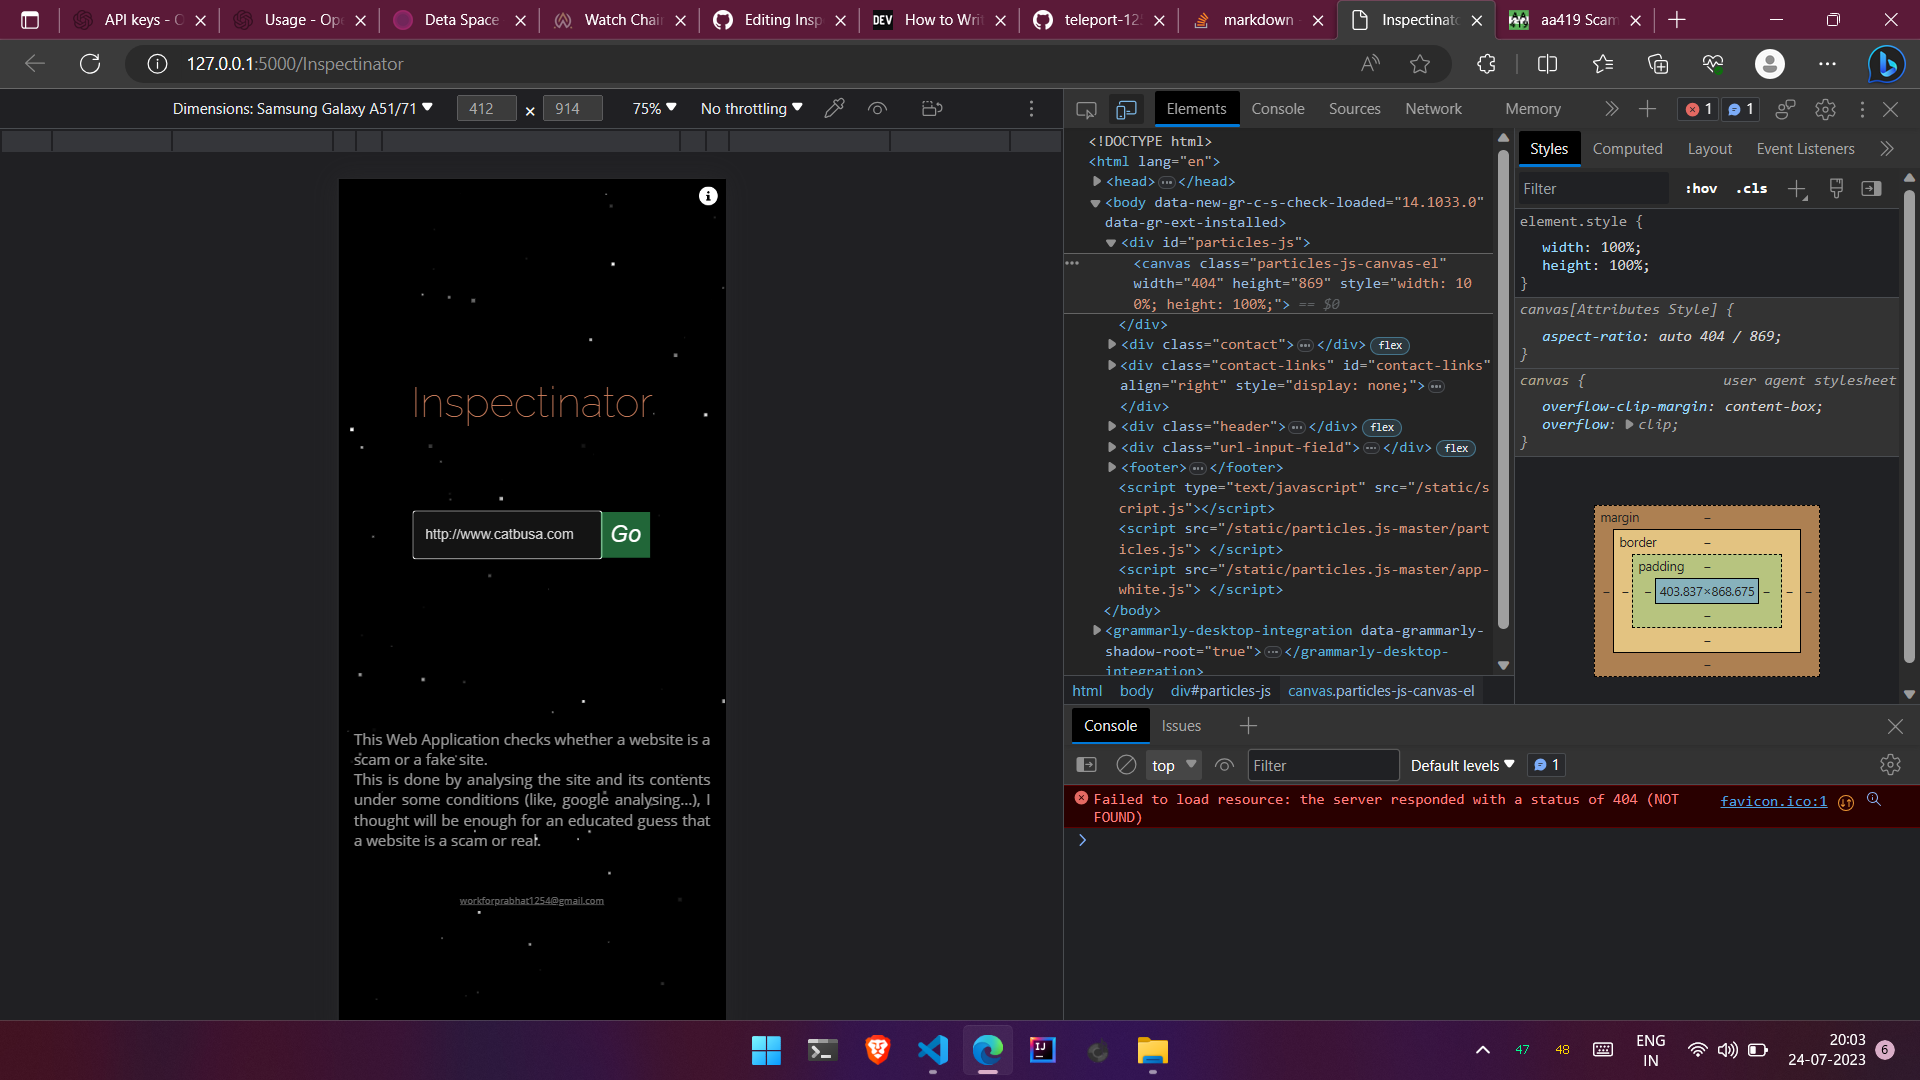 API keys - O
Usage - Ope
Deta Space
Watch Chai
Editing Insp
DEV
How to Writ
teleport-125
markdown -
Inspectinato
aa419 Scam
127.0.0.1:5000/Inspectinator
Dimensions: Samsung Galaxy A51/71
412 × 914
75%
No throttling
Inspectinator
http://www.catbusa.com
Go
This Web Application checks whether a website is a
scam or a fake site.
This is done by analysing the site and its contents
under some conditions (like, google analysing...), I
thought will be enough for an educated guess that
a website is a scam or real.
workforprabhat1254@gmail.com
Elements
Console
Sources
Network
Memory
1
1
<!DOCTYPE html>
<html lang="en">
<head>…</head>
<body data-new-gr-c-s-check-loaded="14.1033.0"
data-gr-ext-installed>
<div id="particles-js">
<canvas class="particles-js-canvas-el"
width="404" height="869" style="width: 10
0%; height: 100%;"> == $0
</div>
<div class="contact">…</div> flex
<div class="contact-links" id="contact-links"
align="right" style="display: none;">…
</div>
<div class="header">…</div> flex
<div class="url-input-field">…</div> flex
<footer>…</footer>
<script type="text/javascript" src="/static/s
cript.js"></script>
<script src="/static/particles.js-master/part
icles.js"> </script>
<script src="/static/particles.js-master/app-
white.js"> </script>
</body>
<grammarly-desktop-integration data-grammarly-
shadow-root="true">…</grammarly-desktop-
integration>
html body div#particles-js canvas.particles-js-canvas-el
Styles
Computed
Layout
Event Listeners
Filter
:hov
.cls
element.style {
width: 100%;
height: 100%;
}
canvas[Attributes Style] {
aspect-ratio: auto 404 / 869;
}
canvas {
user agent stylesheet
overflow-clip-margin: content-box;
overflow: clip;
}
margin –
border –
padding –
– – – 403.837×868.675 – – –
–
–
–
Console
Issues
top
Filter
Default levels
1
Failed to load resource: the server responded with a status of 404 (NOT
FOUND)
favicon.ico:1
47
48
ENG
IN
20:03
24-07-2023
6